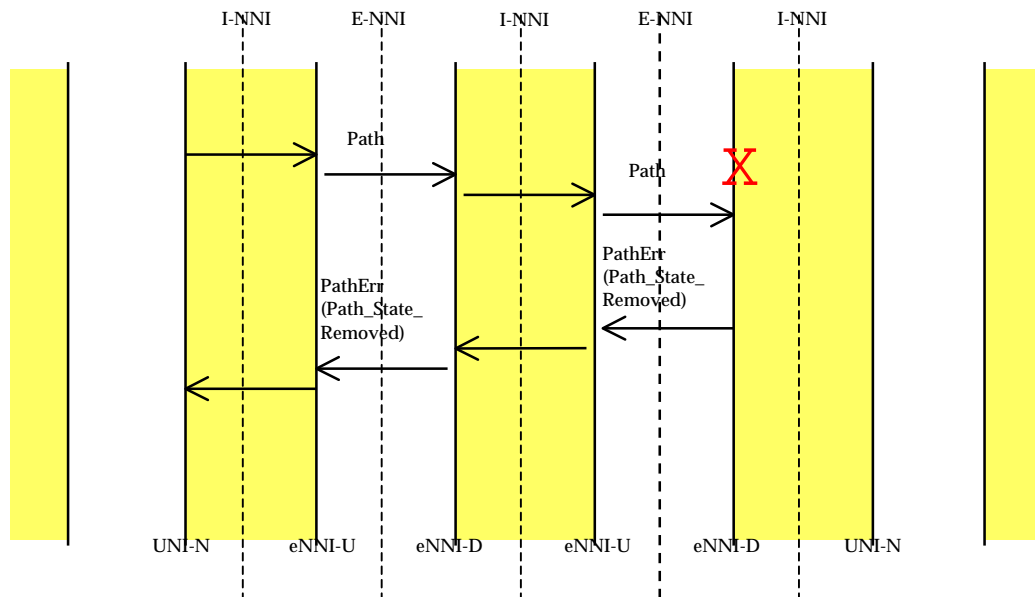 I-NNI
E-NNI
I-NNI
E-NNI
I-NNI
Path
Path
X
PathErr
(Path_State_
Removed)
PathErr
(Path_State_
Removed)
UNI-N
eNNI-U
eNNI-D
eNNI-U
eNNI-D
UNI-N